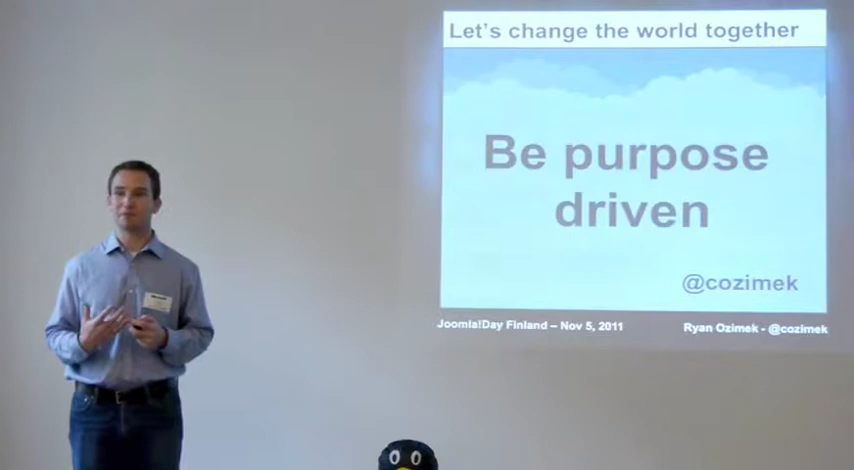 Let's change the world together
Be purpose
driven
@cozimek
Joomla!Day Finland – Nov 5, 2011
Ryan Ozimek - @cozimek